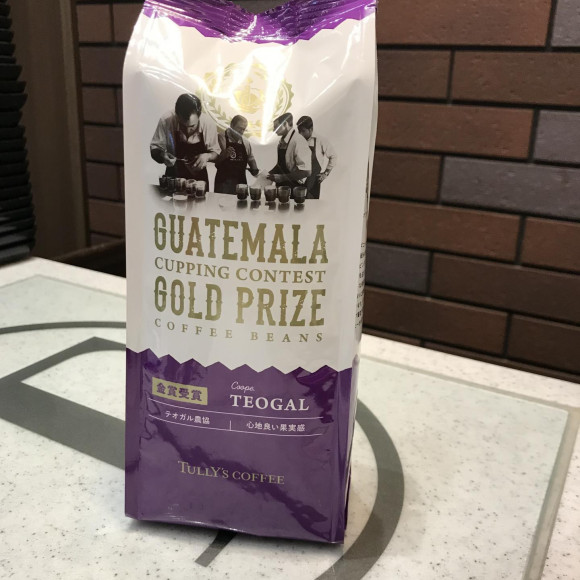 GUATEMALA
CUPPING CONTEST
GOLD PRIZE
COFFEE BEANS
金賞受賞
Coope.
TEOGAL
テオガル農協
心地良い果実感
TULLY'S COFFEE